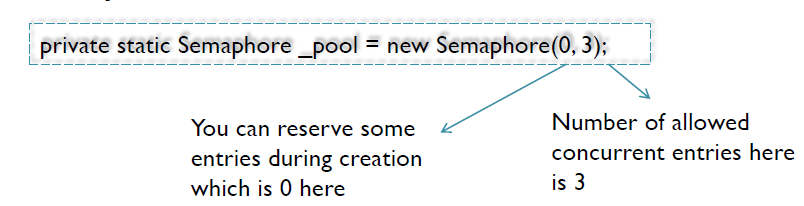 private static Semaphore _pool = new Semaphore(0, 3);
You can reserve some
entries during creation
which is 0 here
Number of allowed
concurrent entries here
is 3